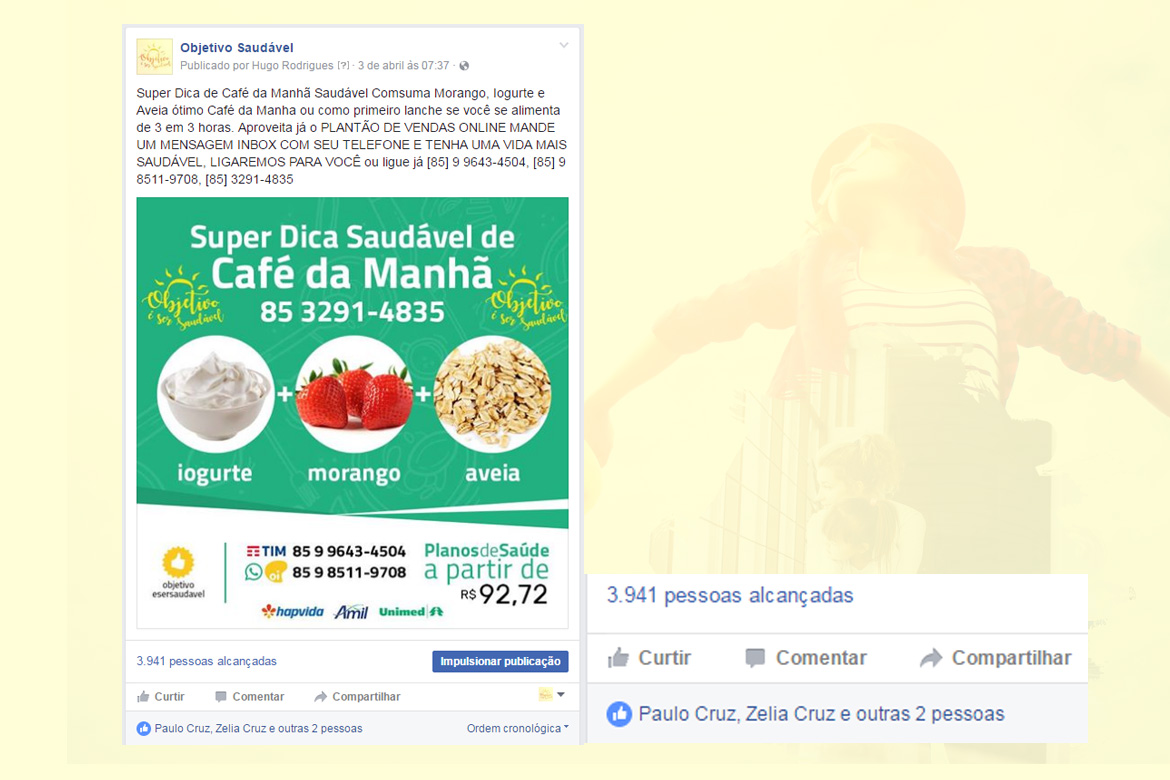 Objetivo Saudável
Publicado por Hugo Rodrigues [?] · 3 de abril às 07:37 ·
Super Dica de Café da Manhã Saudável Comsuma Morango, Iogurte e
Aveia ótimo Café da Manha ou como primeiro lanche se você se alimenta
de 3 em 3 horas. Aproveita já o PLANTÃO DE VENDAS ONLINE MANDE
UM MENSAGEM INBOX COM SEU TELEFONE E TENHA UMA VIDA MAIS
SAUDÁVEL, LIGAREMOS PARA VOCÊ ou ligue já [85] 9 9643-4504, [85] 9
8511-9708, [85] 3291-4835
Super Dica Saudável de
Café da Manhã
85 3291-4835
Objetivo
é ser Saudável
Objetivo
é ser Saudável
+
+
iogurte morango aveia
objetivo
esersaudavel
TIM 85 9 9643-4504
oi 85 9 8511-9708
Planos de Saúde
a partir de
R$ 92,72
hapvida Amil Unimed
3.941 pessoas alcançadas
Impulsionar publicação
Curtir Comentar Compartilhar
Paulo Cruz, Zelia Cruz e outras 2 pessoas
Ordem cronológica
3.941 pessoas alcançadas
Curtir Comentar Compartilhar
Paulo Cruz, Zelia Cruz e outras 2 pessoas